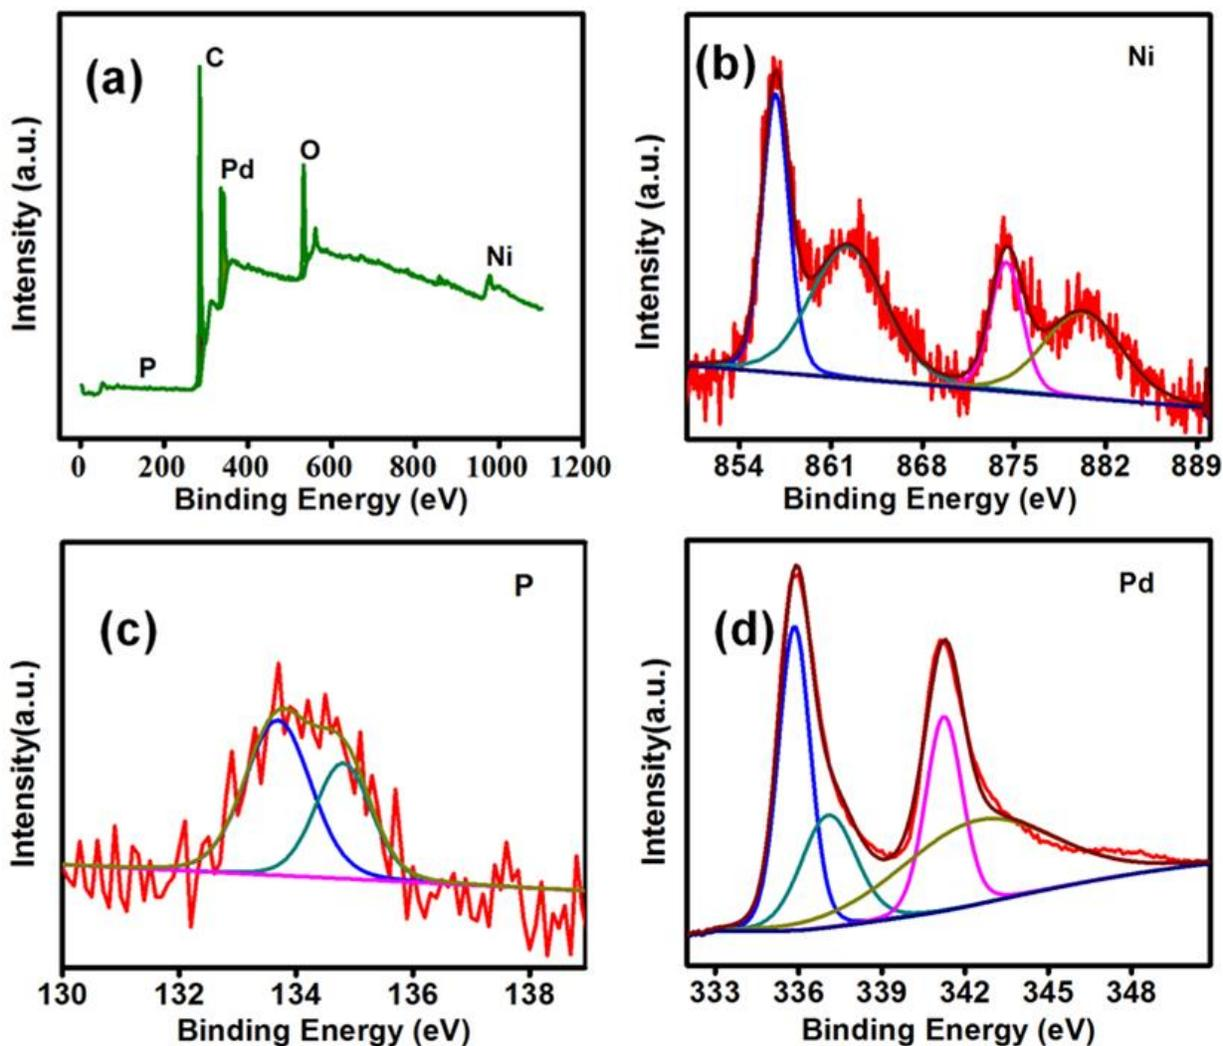 (a)
C
Pd
O
Ni
P
Intensity (a.u.)
0 200 400 600 800 1000 1200
Binding Energy (eV)
(b)
Ni
Intensity (a.u.)
854 861 868 875 882 889
Binding Energy (eV)
(c)
P
Intensity(a.u.)
130 132 134 136 138
Binding Energy (eV)
(d)
Pd
Intensity(a.u.)
333 336 339 342 345 348
Binding Energy (eV)